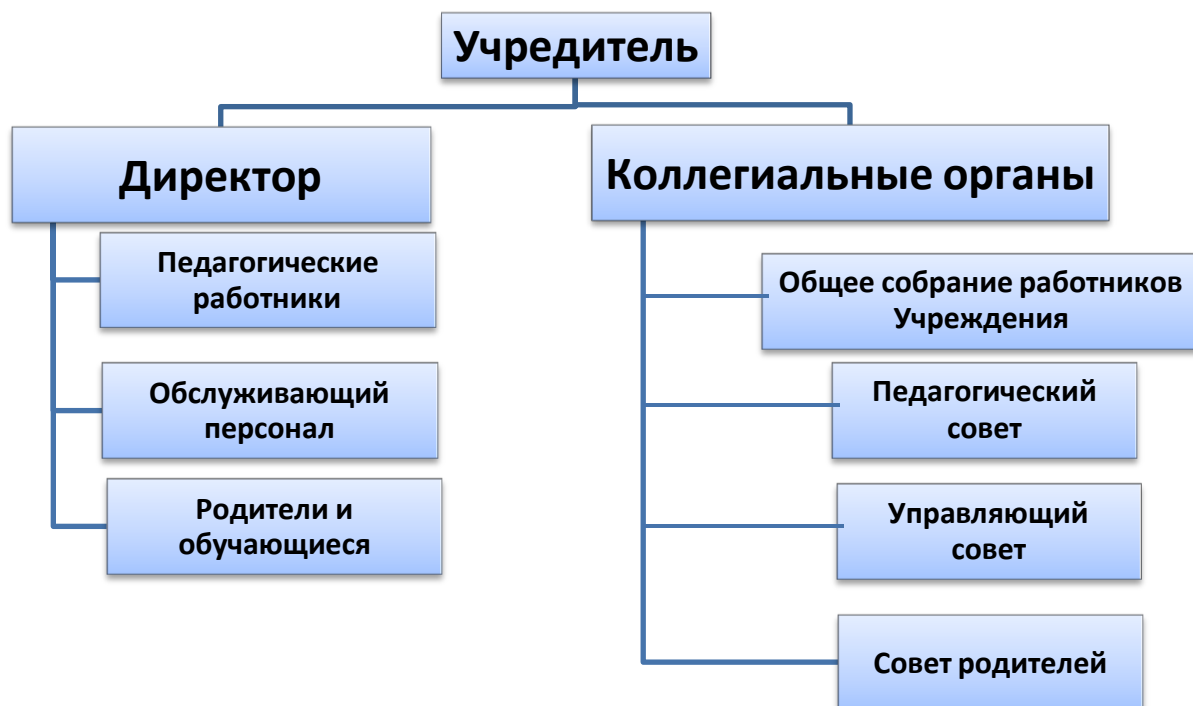 Учредитель
Директор
Педагогические
работники
Обслуживающий
персонал
Родители и
обучающиеся
Коллегиальные органы
Общее собрание работников
Учреждения
Педагогический
совет
Управляющий
совет
Совет родителей